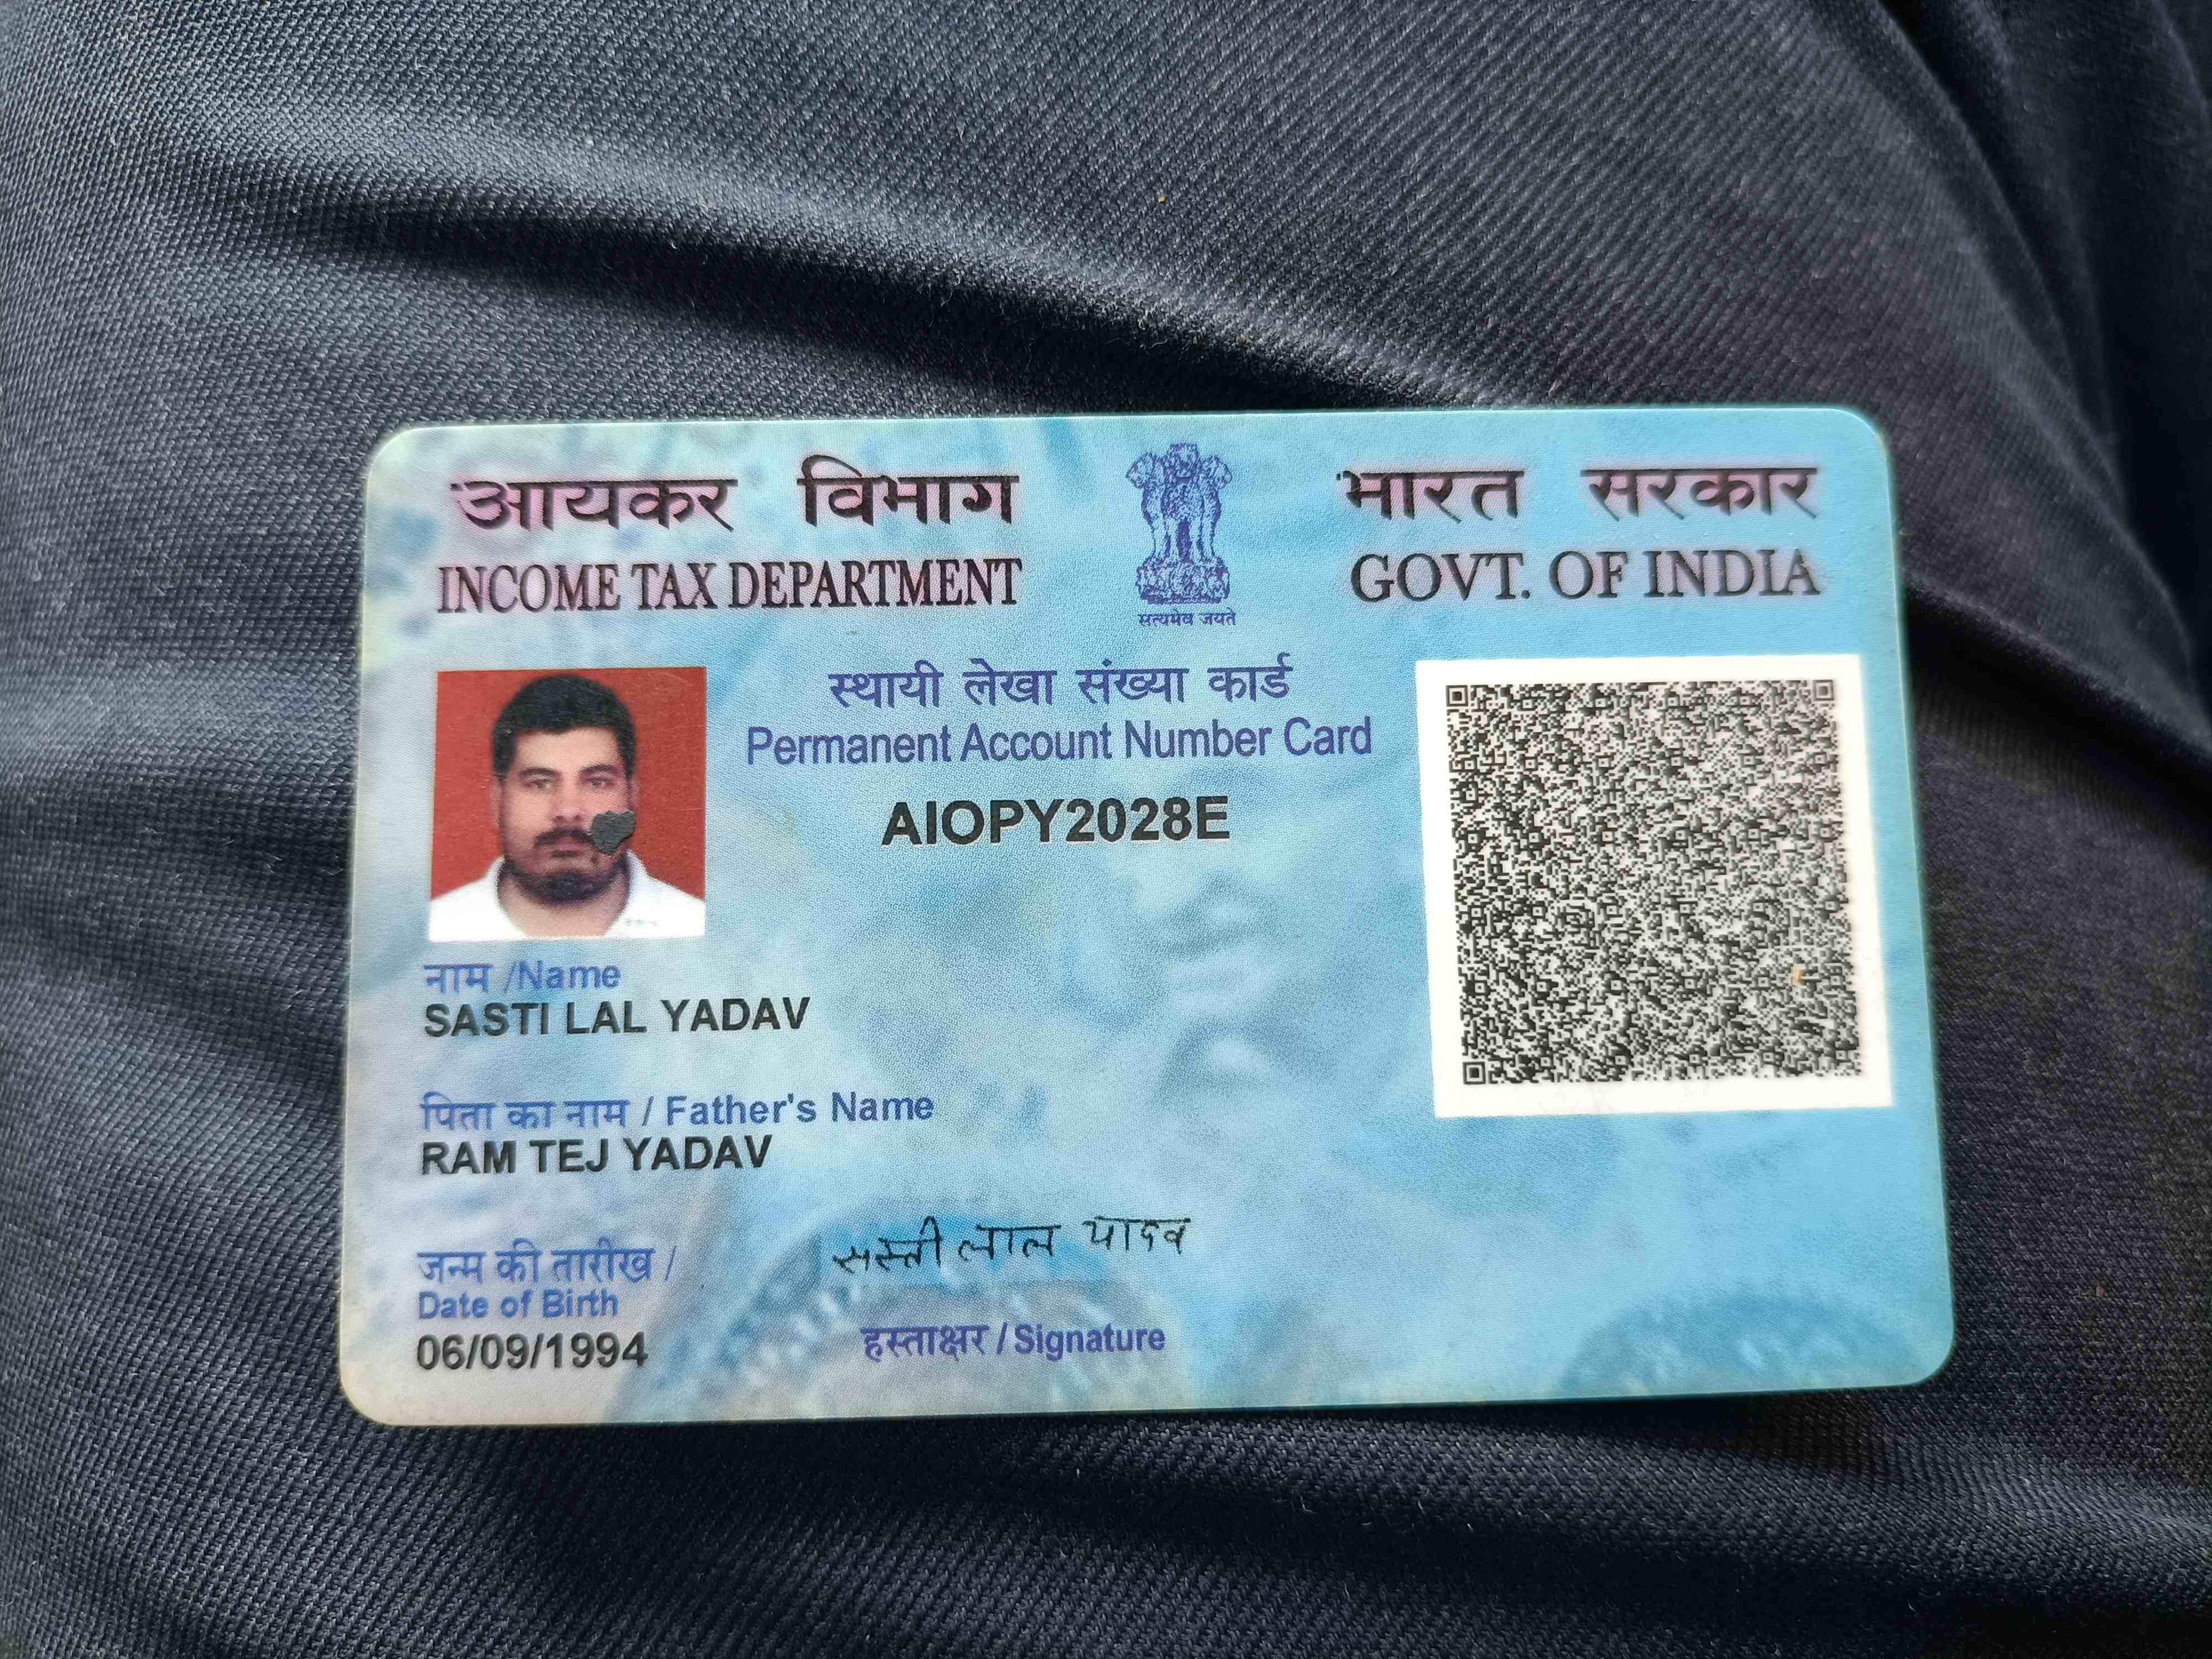 आयकर विभाग
INCOME TAX DEPARTMENT
सत्यमेव जयते
भारत सरकार
GOVT. OF INDIA
स्थायी लेखा संख्या कार्ड
Permanent Account Number Card
AIOPY2028E
नाम /Name
SASTI LAL YADAV
पिता का नाम / Father's Name
RAM TEJ YADAV
जन्म की तारीख /
Date of Birth
06/09/1994
सस्ती लाल यादव
हस्ताक्षर / Signature